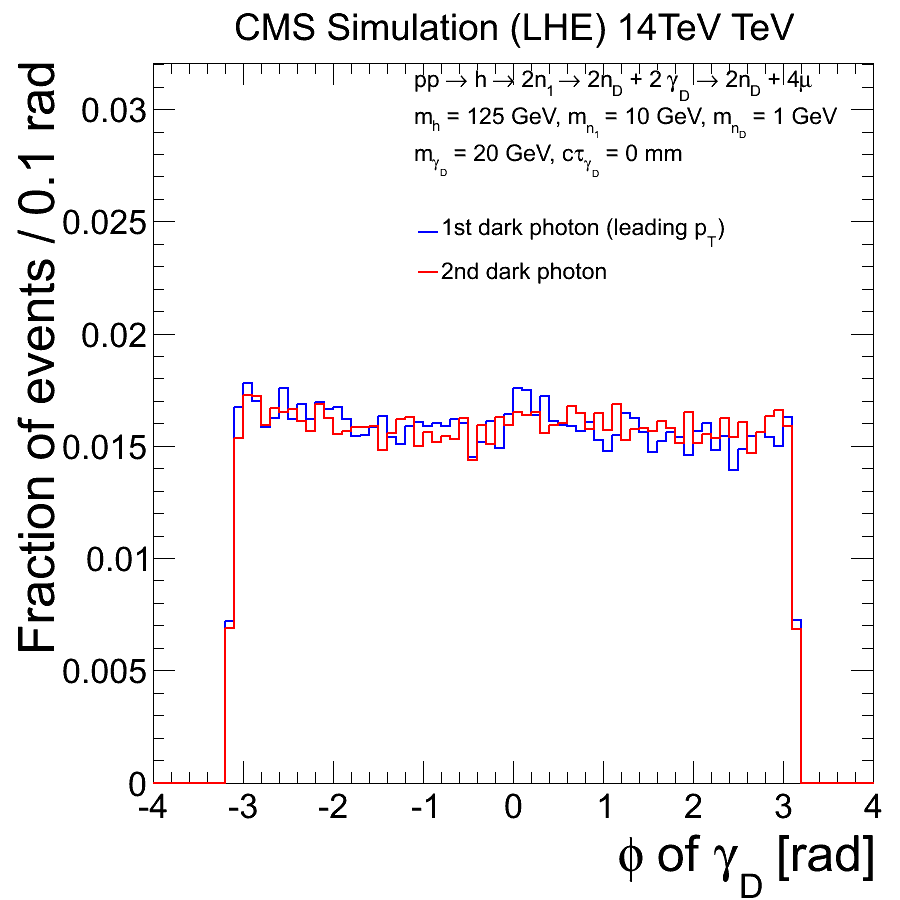 CMS Simulation (LHE) 14TeV TeV
pp → h → 2n1 → 2nD + 2 γD → 2nD + 4μ
mh = 125 GeV, mn1 = 10 GeV, mnD = 1 GeV
mγD = 20 GeV, cτγD = 0 mm
1st dark photon (leading pT)
2nd dark photon
Fraction of events / 0.1 rad
0.03
0.025
0.02
0.015
0.01
0.005
0
-4 -3 -2 -1 0 1 2 3 4
ϕ of γD [rad]